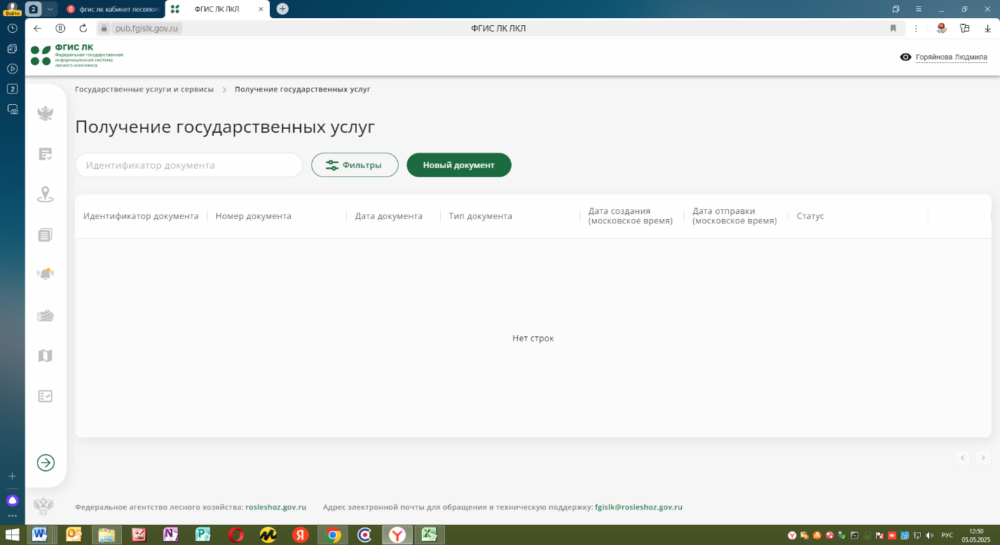 2
фгис лк кабинет лесопол
ФГИС ЛК ЛКЛ
Войти
pub.fgislk.gov.ru
ФГИС ЛК ЛКЛ
ФГИС ЛК
Федеральная государственная
информационная система
лесного комплекса
Горяйнова Людмила
2
Государственные услуги и сервисы
Получение государственных услуг
Получение государственных услуг
Идентификатор документа
Фильтры
Новый документ
Идентификатор документа
Номер документа
Дата документа
Тип документа
Дата создания
(московское время)
Дата отправки
(московское время)
Статус
Нет строк
Федеральное агентство лесного хозяйства: rosleshoz.gov.ru
Адрес электронной почты для обращения в техническую поддержку: fgislk@rosleshoz.gov.ru
РУС
12:50
05.05.2025